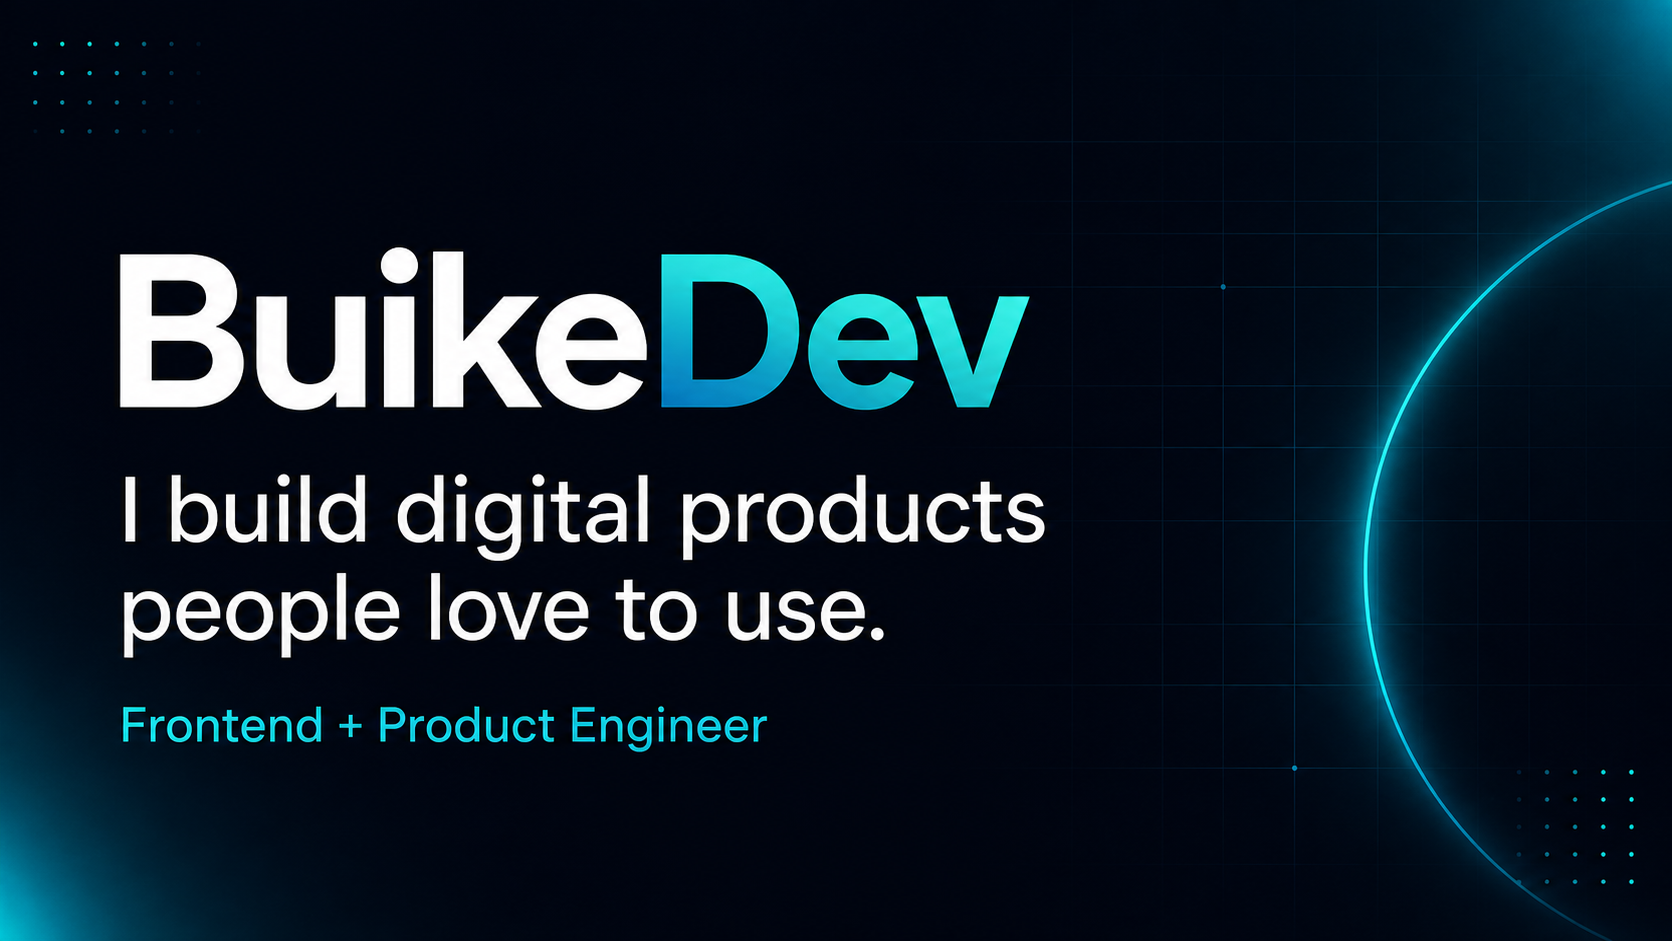 BuikeDev
I build digital products
people love to use.
Frontend + Product Engineer